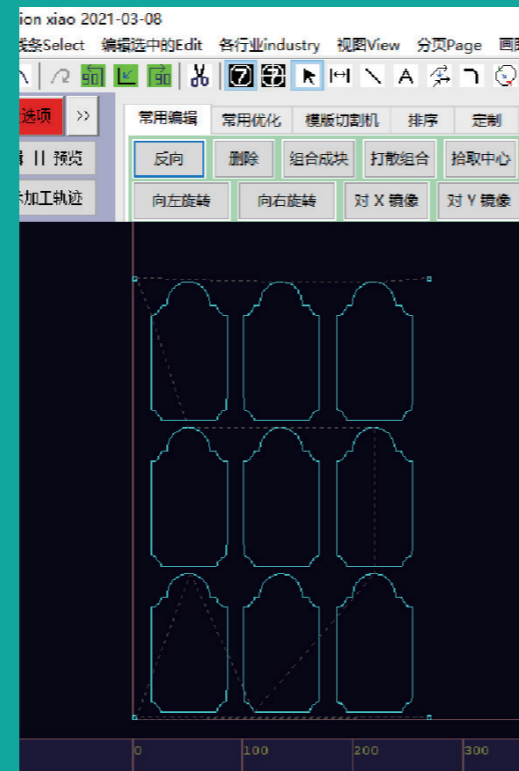 ion xiao 2021-03-08
线条Select 编辑选中的Edit 各行业industry 视图View 分页Page
90 90 7 A
选项 >> 常用编辑 常用优化 模版切割机 排序 定制
|| 预览 反向 删除 组合成块 打散组合 拾取中心
加工轨迹 向左旋转 向右旋转 对 X 镜像 对 Y 镜像
0 100 200 300